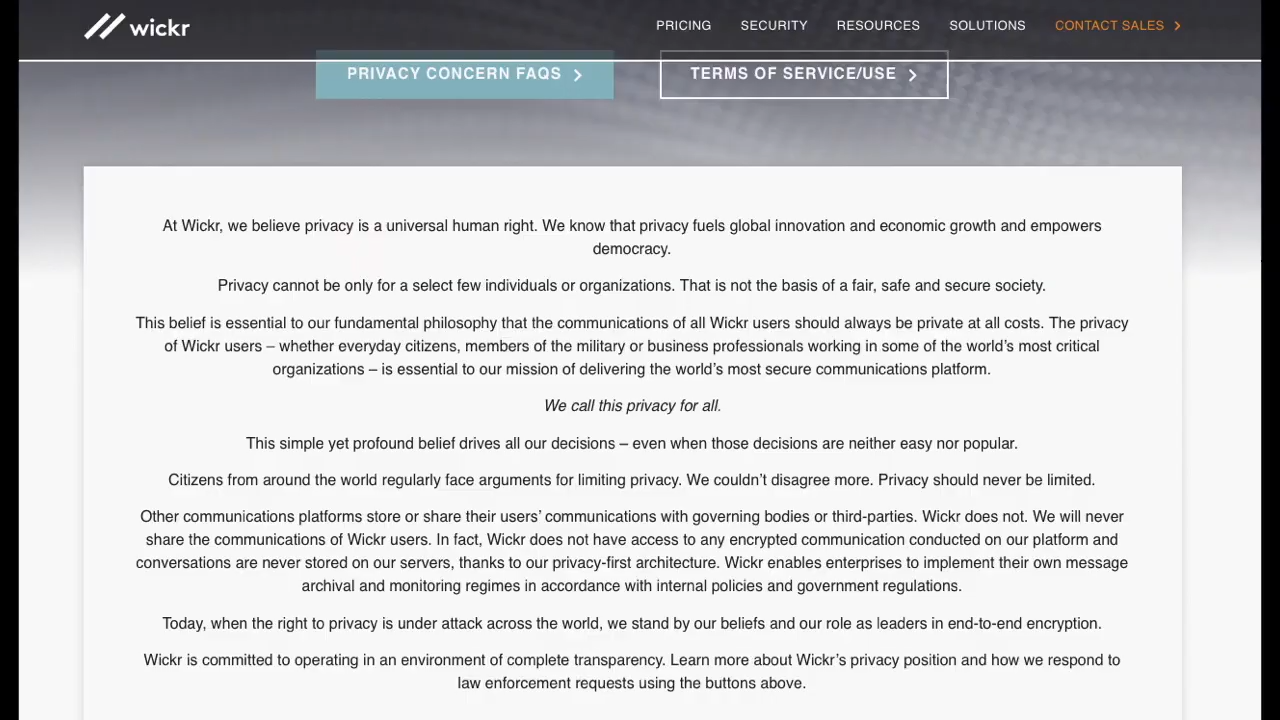 wickr
PRICING
SECURITY
RESOURCES
SOLUTIONS
CONTACT SALES
PRIVACY CONCERN FAQS
TERMS OF SERVICE/USE
At Wickr, we believe privacy is a universal human right. We know that privacy fuels global innovation and economic growth and empowers
democracy.
Privacy cannot be only for a select few individuals or organizations. That is not the basis of a fair, safe and secure society.
This belief is essential to our fundamental philosophy that the communications of all Wickr users should always be private at all costs. The privacy
of Wickr users – whether everyday citizens, members of the military or business professionals working in some of the world’s most critical
organizations – is essential to our mission of delivering the world’s most secure communications platform.
We call this privacy for all.
This simple yet profound belief drives all our decisions – even when those decisions are neither easy nor popular.
Citizens from around the world regularly face arguments for limiting privacy. We couldn’t disagree more. Privacy should never be limited.
Other communications platforms store or share their users’ communications with governing bodies or third-parties. Wickr does not. We will never
share the communications of Wickr users. In fact, Wickr does not have access to any encrypted communication conducted on our platform and
conversations are never stored on our servers, thanks to our privacy-first architecture. Wickr enables enterprises to implement their own message
archival and monitoring regimes in accordance with internal policies and government regulations.
Today, when the right to privacy is under attack across the world, we stand by our beliefs and our role as leaders in end-to-end encryption.
Wickr is committed to operating in an environment of complete transparency. Learn more about Wickr’s privacy position and how we respond to
law enforcement requests using the buttons above.